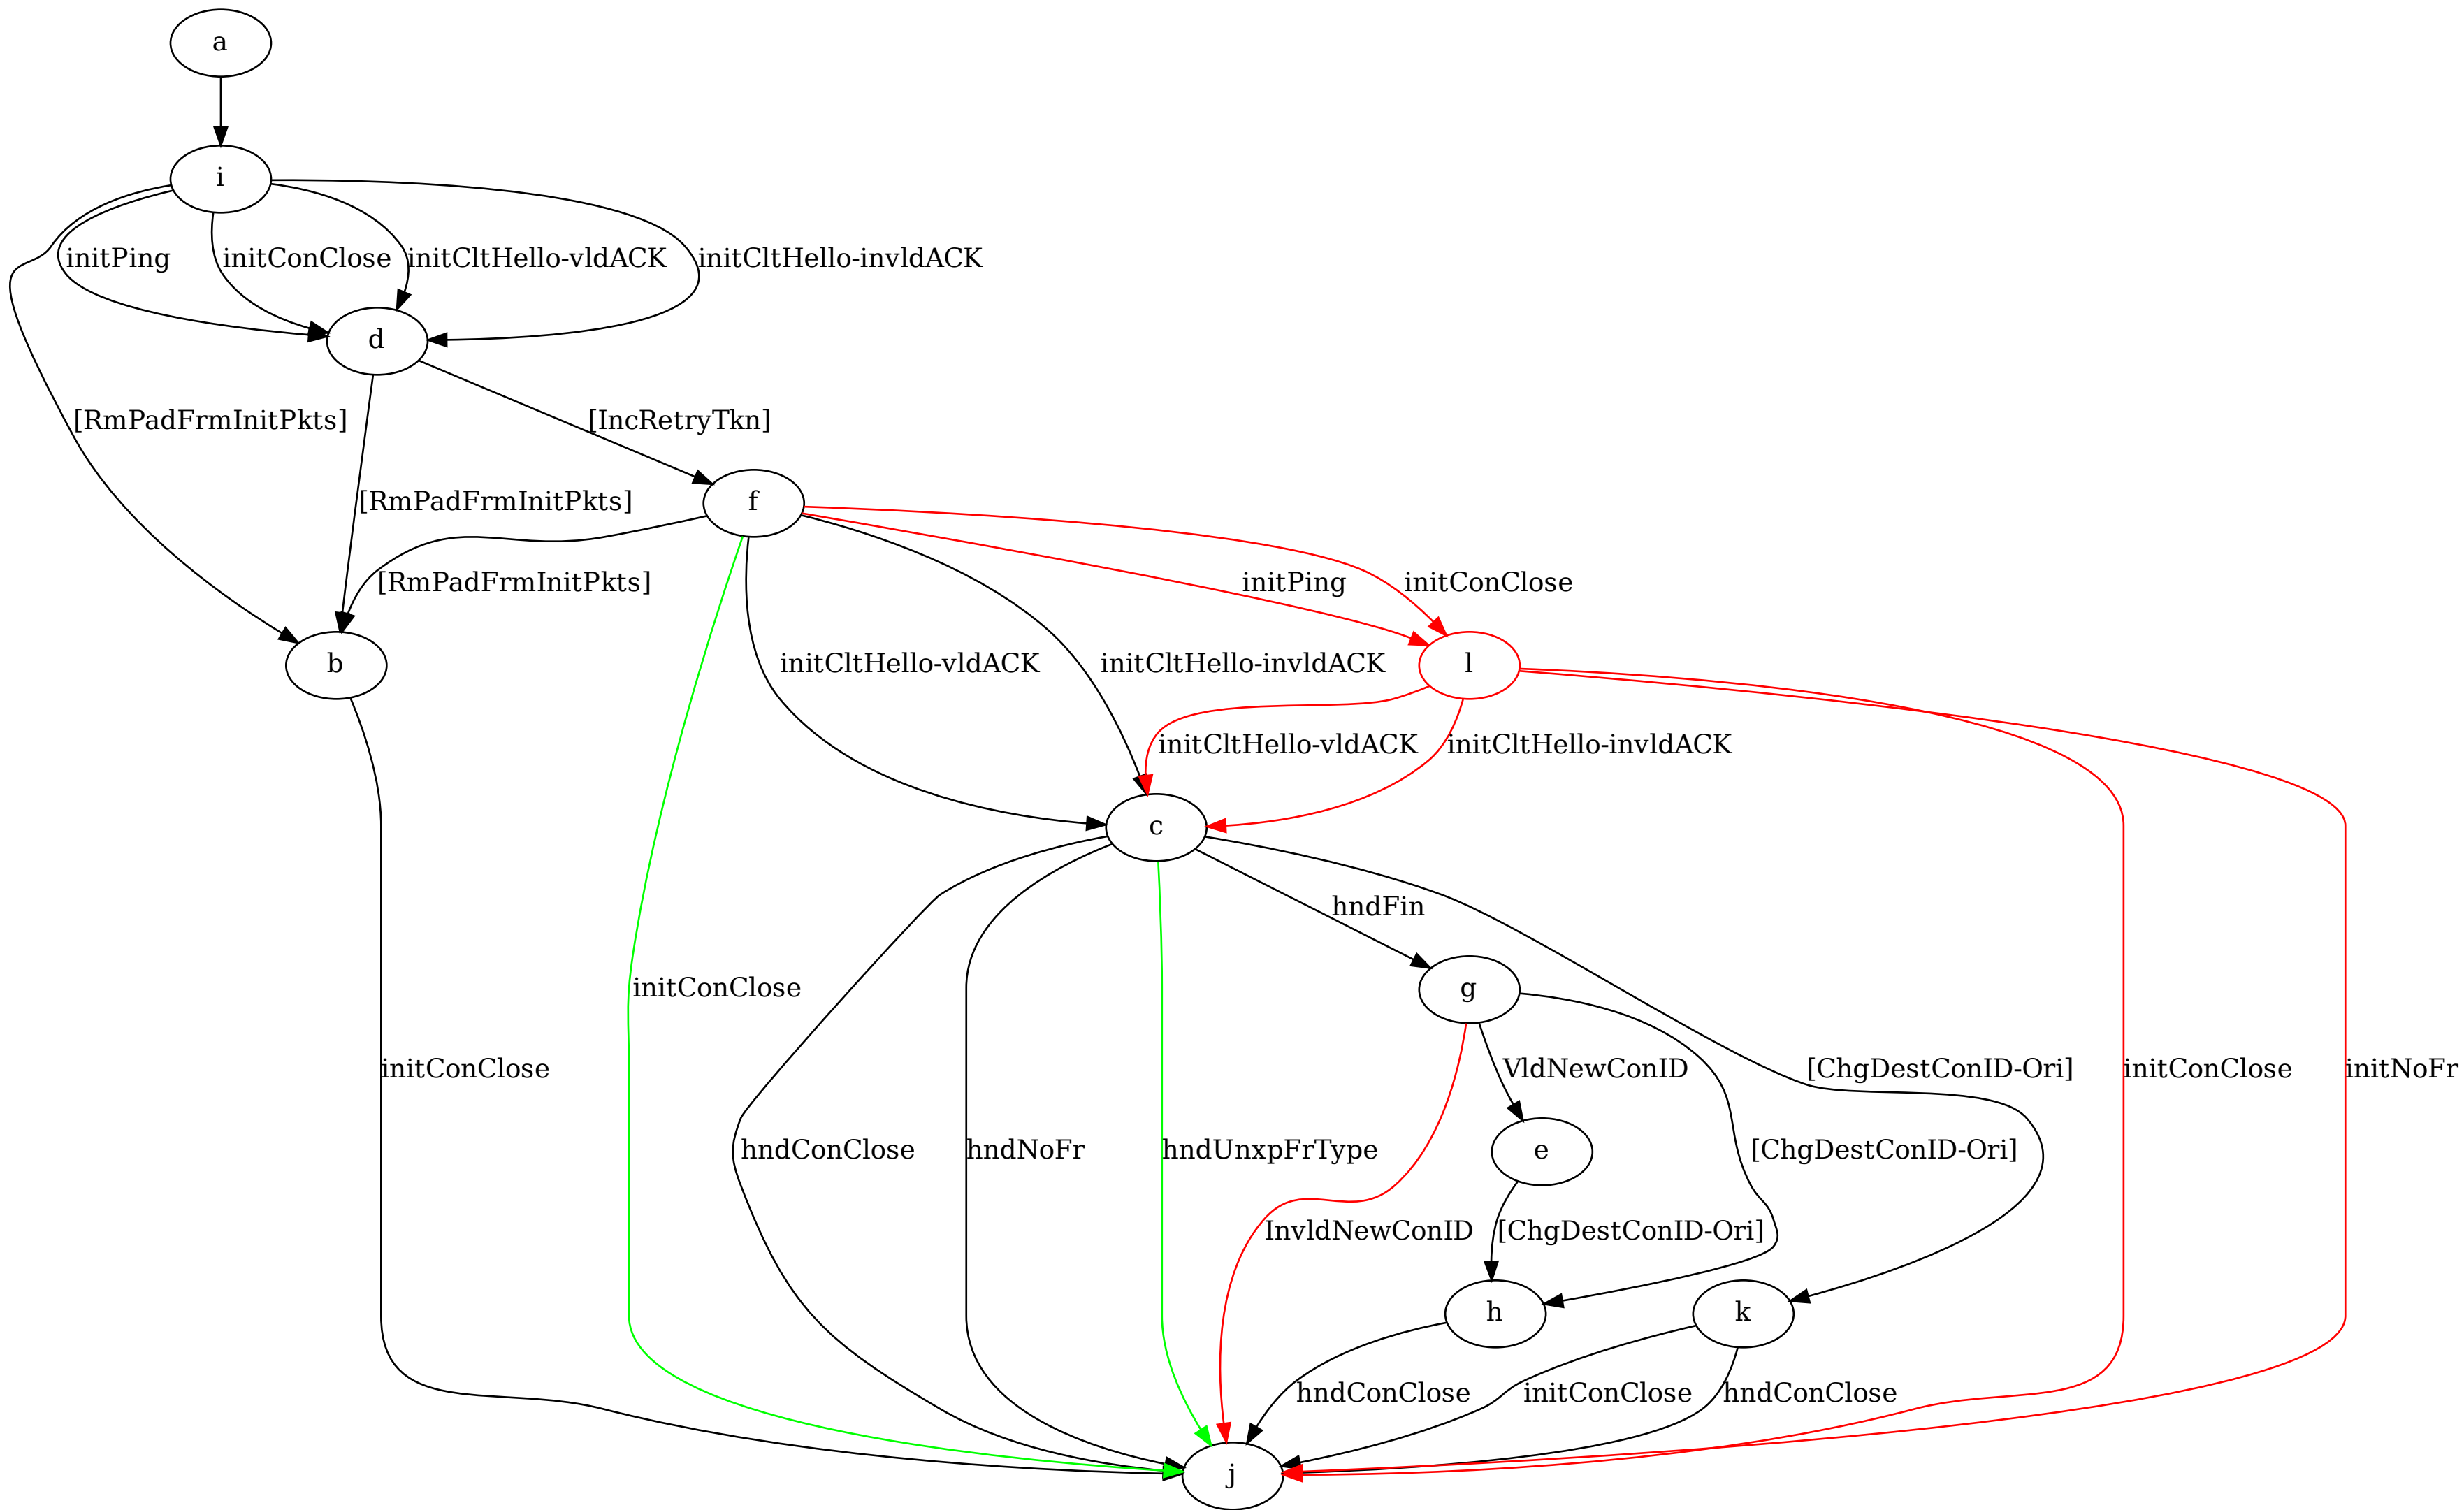 a
i
initPing
initConClose
initCltHello-vldACK
initCltHello-invldACK
d
[RmPadFrmInitPkts]
[IncRetryTkn]
f
[RmPadFrmInitPkts]
[RmPadFrmInitPkts]
initPing
initConClose
b
initCltHello-vldACK
initCltHello-invldACK
l
initCltHello-vldACK
initCltHello-invldACK
c
hndFin
initConClose
g
initConClose
VldNewConID
[ChgDestConID-Ori]
initConClose
initNoFr
hndConClose
hndNoFr
hndUnxpFrType
e
[ChgDestConID-Ori]
InvldNewConID
[ChgDestConID-Ori]
h
k
hndConClose
initConClose
hndConClose
j